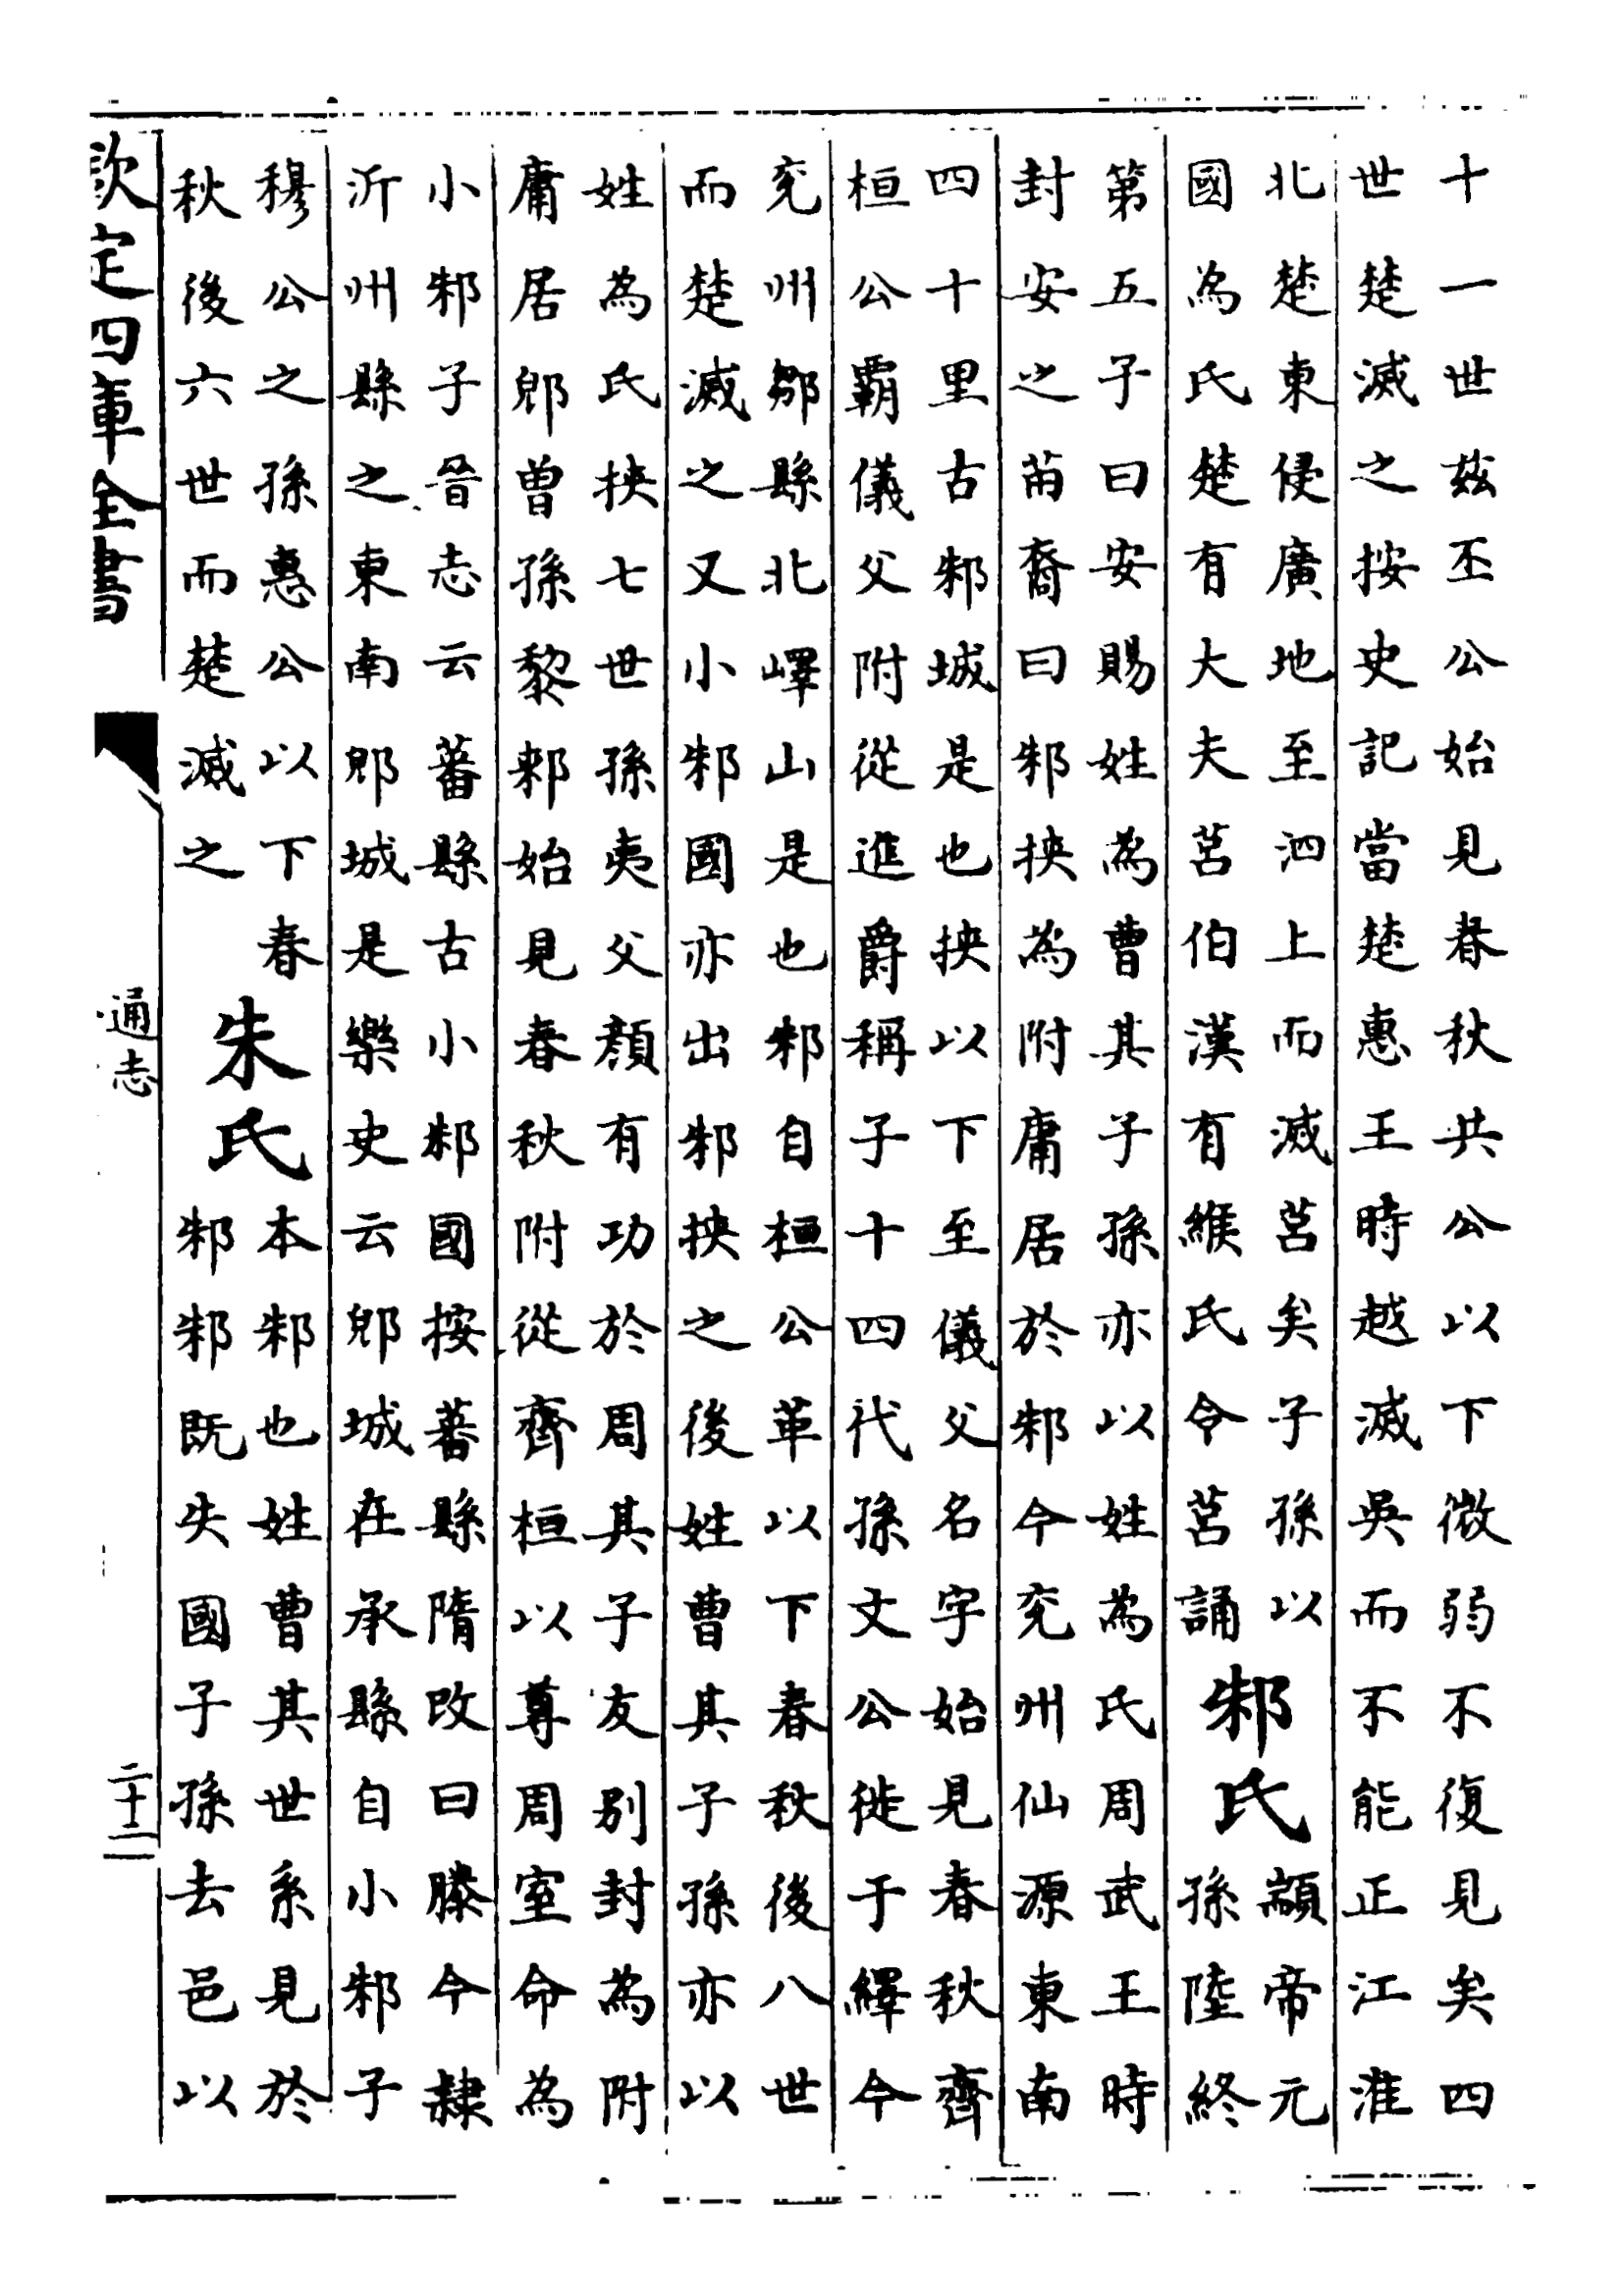 十一世茲丕公始見春秋共公以下微弱不復見矣四
世楚滅之按史記當楚惠王時越滅吳而不能正江淮
北楚東侵廣地至泗上而滅莒矣子孫以
國為氏楚有大夫莒伯漢有緱氏令莒誦
邾氏
顓帝元
孫陸終
第五子曰安賜姓為曹其子孫亦以姓為氏周武王時
封安之苗裔曰邾挾為附庸居於邾今兖州仙源東南
四十里古邾城是也挾以下至儀父名字始見春秋齊
桓公霸儀父附從進爵稱子十四代孫文公徙于繹今
兖州鄒縣北嶧山是也邾自桓公革以下春秋後八世
而楚滅之又小邾國亦出邾挾之後姓曹其子孫亦以
姓為氏挾七世孫夷父顏有功於周其子友别封為附
庸居郳曾孫黎郲始見春秋附從齊桓以尊周室命為
小邾子晉志云蕃縣古小邾國按蕃縣隋改曰滕今隸
沂州縣之東南郳城是樂史云郳城在承縣自小邾子
穆公之孫惠公以下春
秋後六世而楚滅之
朱氏
本邾也姓曹其世系見於
邾邾既失國子孫去邑以
欽定四庫全書
通志
二十二